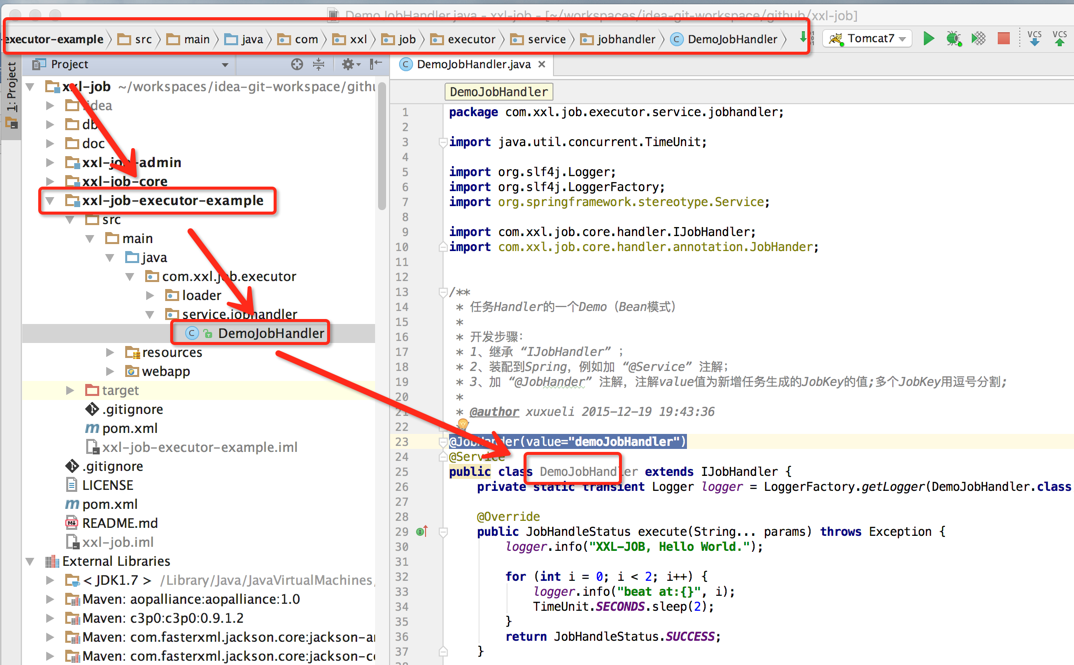 DemoJobHandler.java - xxl-job - [~/workspaces/idea-git-workspace/github/xxl-job]
executor-example src main java com xxl job executor service jobhandler DemoJobHandler Tomcat7 VCS VCS
1: Project
Project
DemoJobHandler.java
xxl-job ~/workspaces/idea-git-workspace/githu
.idea
db
doc
xxl-job-admin
xxl-job-core
xxl-job-executor-example
src
main
java
com.xxl.job.executor
loader
service.jobhandler
DemoJobHandler
resources
webapp
target
.gitignore
pom.xml
xxl-job-executor-example.iml
.gitignore
LICENSE
pom.xml
README.md
xxl-job.iml
External Libraries
< JDK1.7 > /Library/Java/JavaVirtualMachines/
Maven: aopalliance:aopalliance:1.0
Maven: c3p0:c3p0:0.9.1.2
Maven: com.fasterxml.jackson.core:jackson-an
Maven: com.fasterxml.jackson.core:jackson-co
DemoJobHandler
1 package com.xxl.job.executor.service.jobhandler;
2
3 import java.util.concurrent.TimeUnit;
4
5 import org.slf4j.Logger;
6 import org.slf4j.LoggerFactory;
7 import org.springframework.stereotype.Service;
8
9 import com.xxl.job.core.handler.IJobHandler;
10 import com.xxl.job.core.handler.annotation.JobHander;
11
12
13 /**
14 * 任务Handler的一个Demo（Bean模式）
15 *
16 * 开发步骤：
17 * 1、继承 “IJobHandler” ；
18 * 2、装配到Spring，例如加 “@Service” 注解；
19 * 3、加 “@JobHander” 注解，注解value值为新增任务生成的JobKey的值;多个JobKey用逗号分割;
20 *
21 * @author xuxueli 2015-12-19 19:43:36
22
23 @JobHander(value="demoJobHandler")
24 @Service
25 public class DemoJobHandler extends IJobHandler {
26 private static transient Logger logger = LoggerFactory.getLogger(DemoJobHandler.class
27
28 @Override
29 public JobHandleStatus execute(String... params) throws Exception {
30 logger.info("XXL-JOB, Hello World.");
31
32 for (int i = 0; i < 2; i++) {
33 logger.info("beat at:{}", i);
34 TimeUnit.SECONDS.sleep(2);
35 }
36 return JobHandleStatus.SUCCESS;
37 }